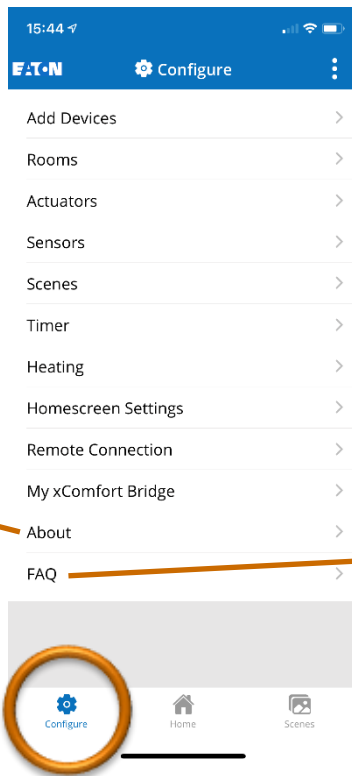 15:44
EATON Configure
Add Devices
Rooms
Actuators
Sensors
Scenes
Timer
Heating
Homescreen Settings
Remote Connection
My xComfort Bridge
About
FAQ
Configure Home Scenes